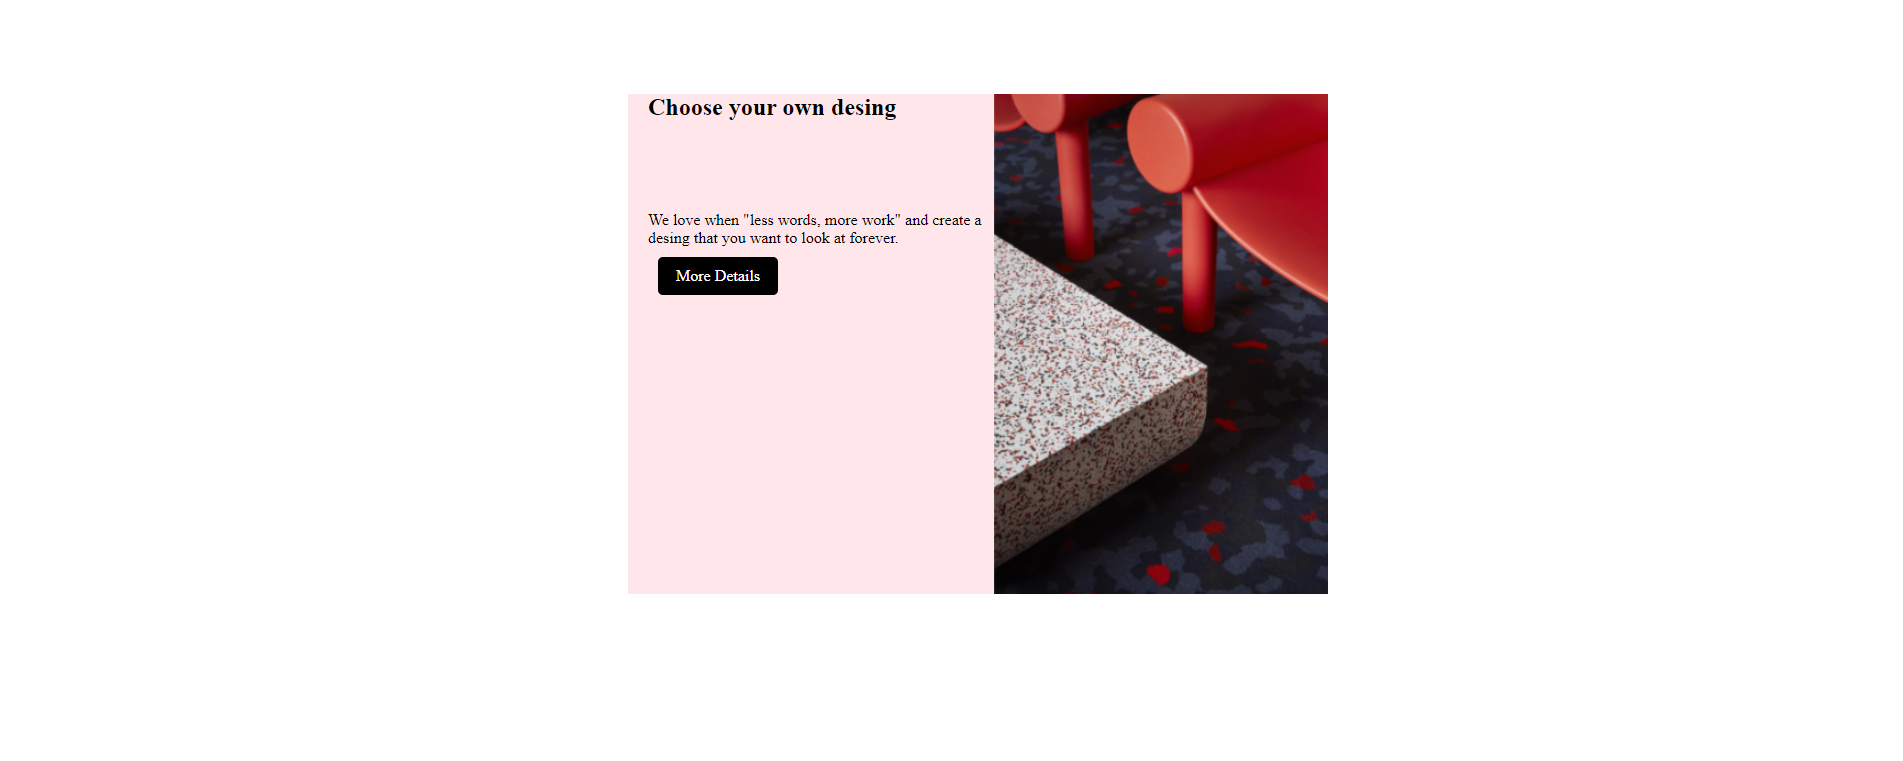 Choose your own desing
We love when "less words, more work" and create a
desing that you want to look at forever.
More Details